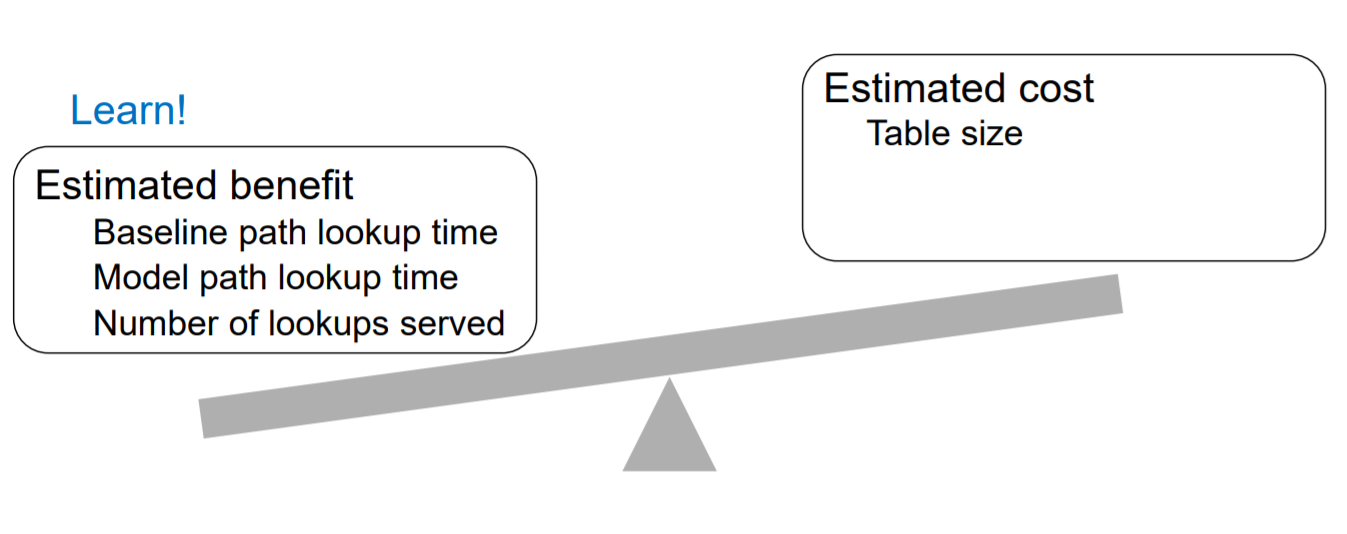 Learn!
Estimated benefit
Baseline path lookup time
Model path lookup time
Number of lookups served
Estimated cost
Table size